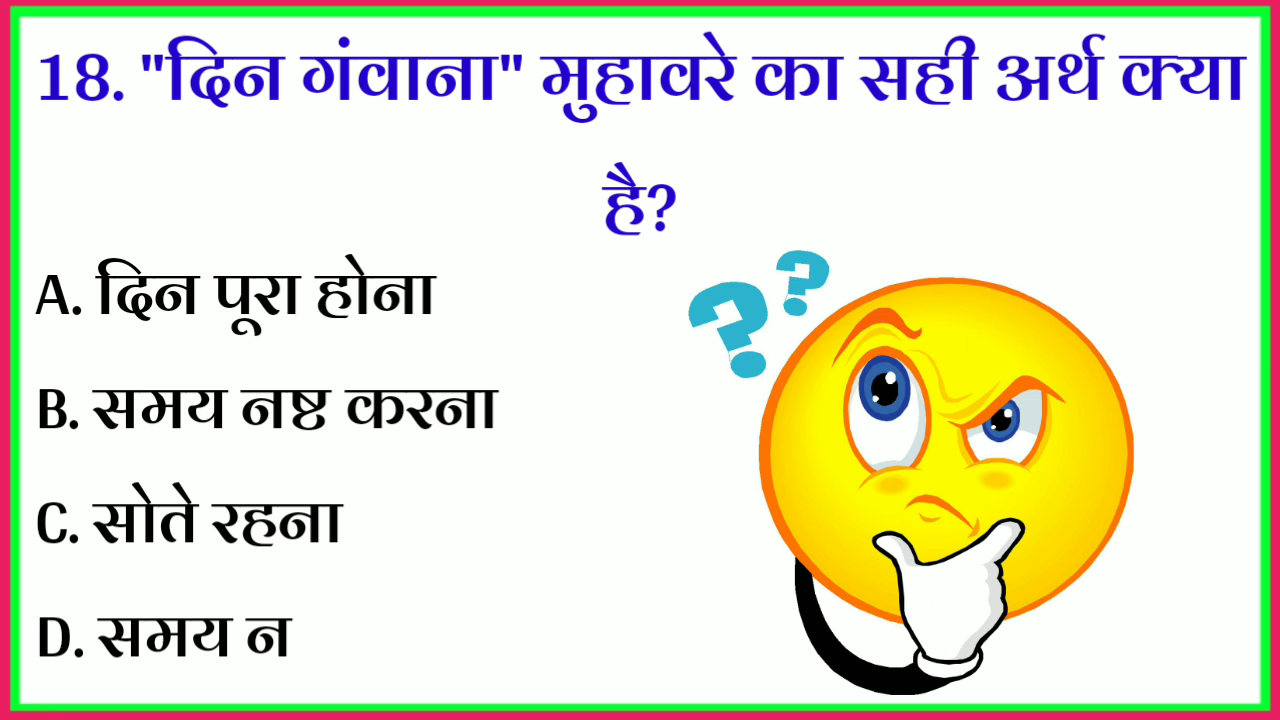 18. "दिन गंवाना" मुहावरे का सही अर्थ क्या
है?
A. दिन पूरा होना
B. समय नष्ट करना
C. सोते रहना
D. समय न
? ?